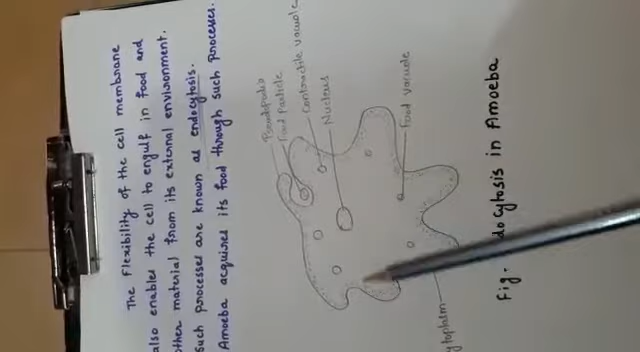 The flexibility of the cell membrane
also enables the cell to engulf in food and
other material from its external environment.
such processes are known as endocytosis.
Amoeba acquires its food through such processes.
Pseudopodia
Food Particle
Contractile vacuole
Nucleus
Food vacuole
ytoplasm
Fig. docytosis in Amoeba